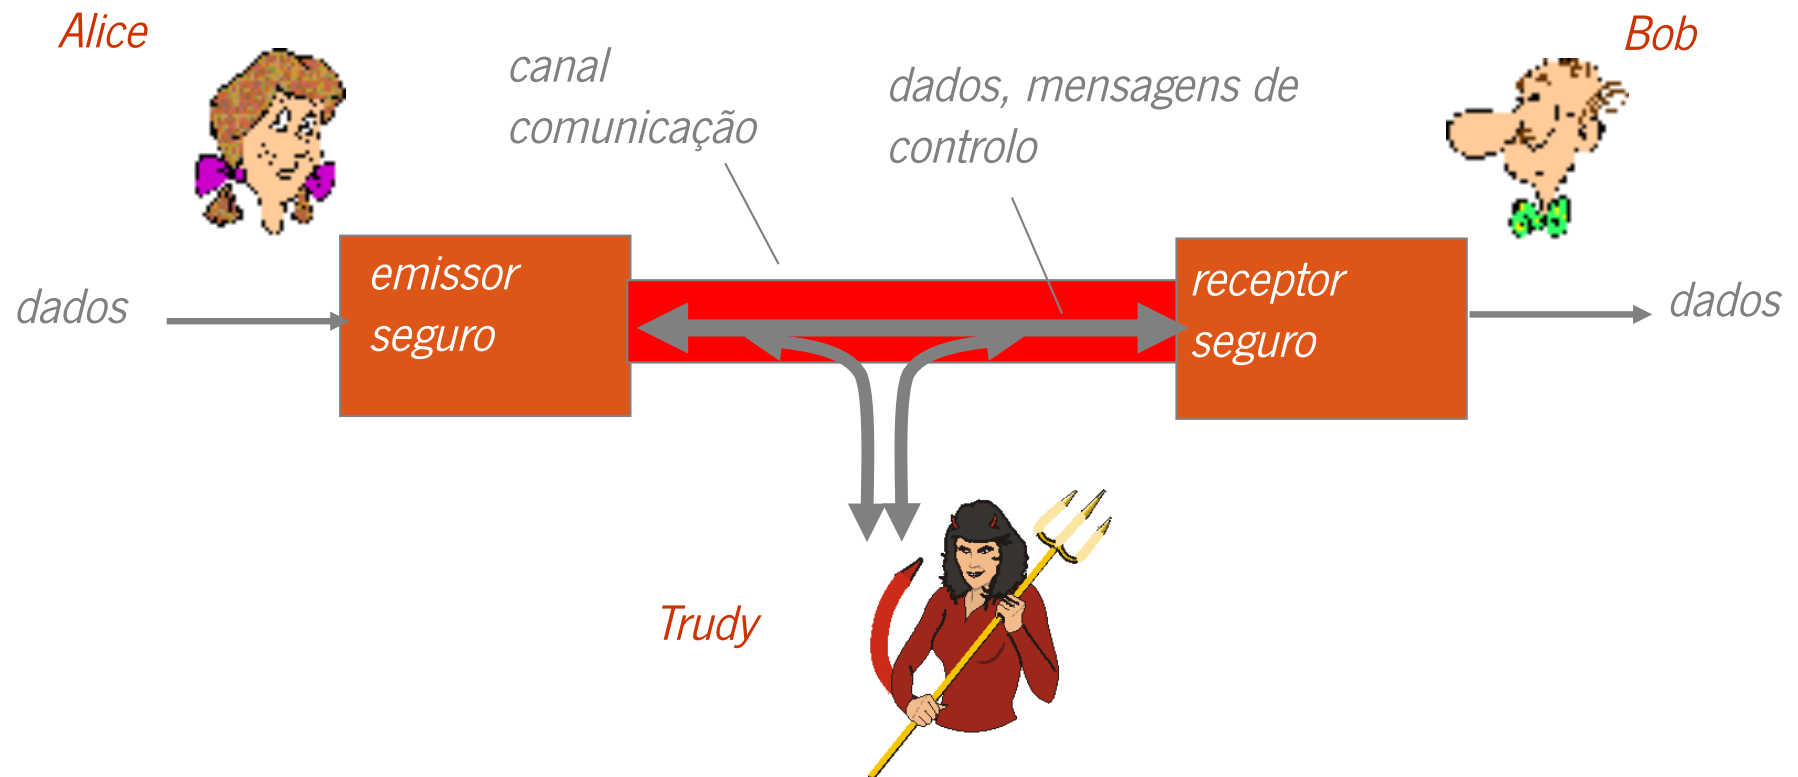 Alice
Bob
canal
comunicação
dados, mensagens de
controlo
dados
emissor
seguro
receptor
seguro
dados
Trudy